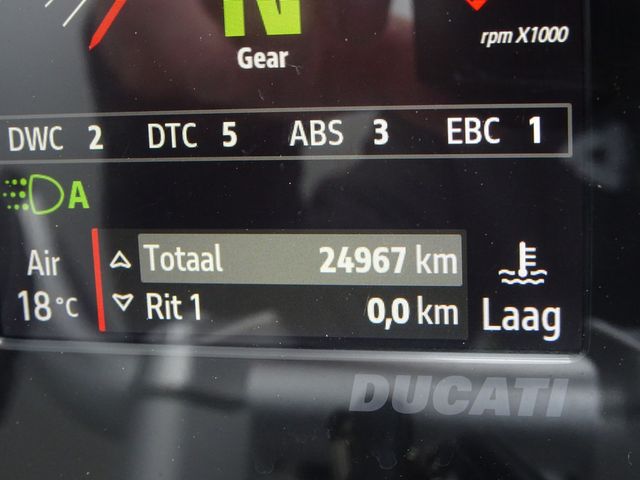 N
Gear
rpm X1000
DWC 2 DTC 5 ABS 3 EBC 1
A
Air
18°C
Totaal 24967 km
Rit 1 0,0 km
Laag
DUCATI